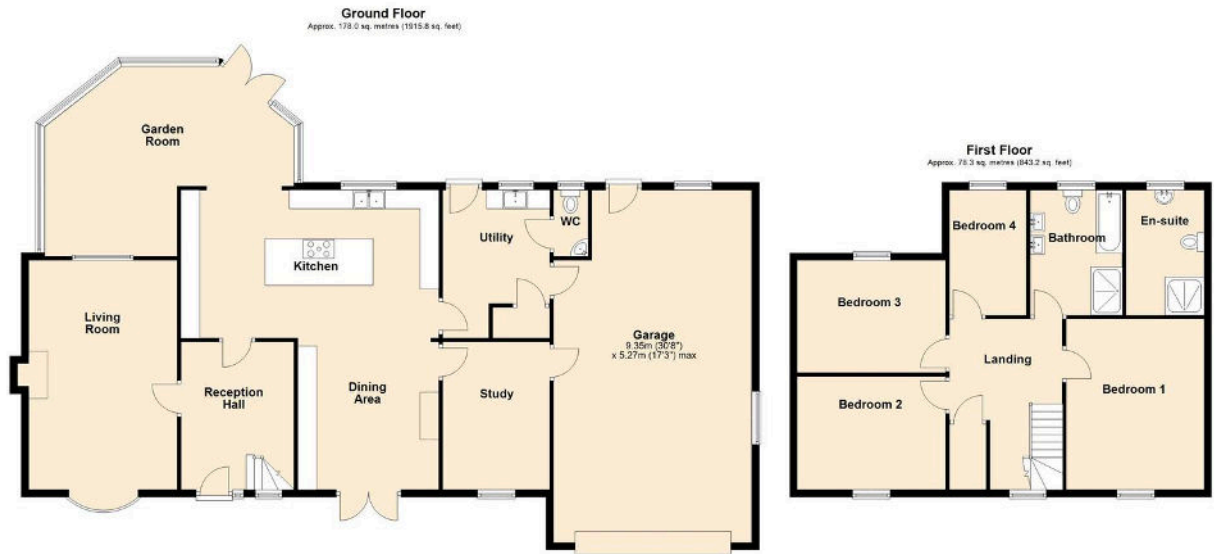 Ground Floor
Approx. 178.0 sq. metres (1915.8 sq. feet)
Garden
Room
Utility
WC
Kitchen
Living
Room
Garage
9.35m (30'8")
x 5.27m (17'3") max
Reception
Hall
Dining
Area
Study
First Floor
Approx. 78.3 sq. metres (843.2 sq. feet)
Bedroom 4
Bathroom
En-suite
Bedroom 3
Landing
Bedroom 2
Bedroom 1